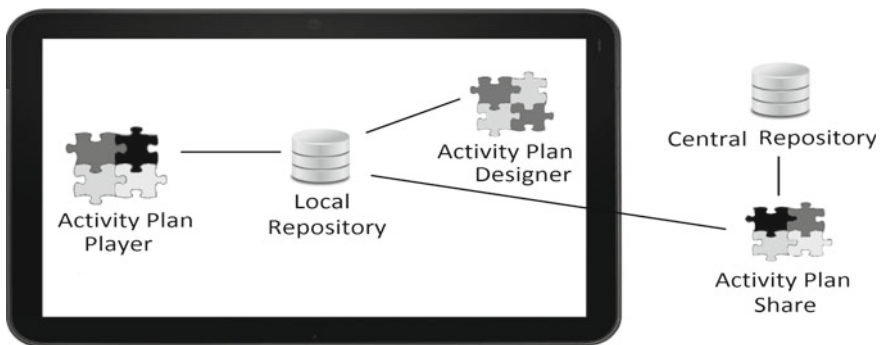 Activity Plan
Player
Local
Repository
Activity Plan
Designer
Central Repository
Activity Plan
Share